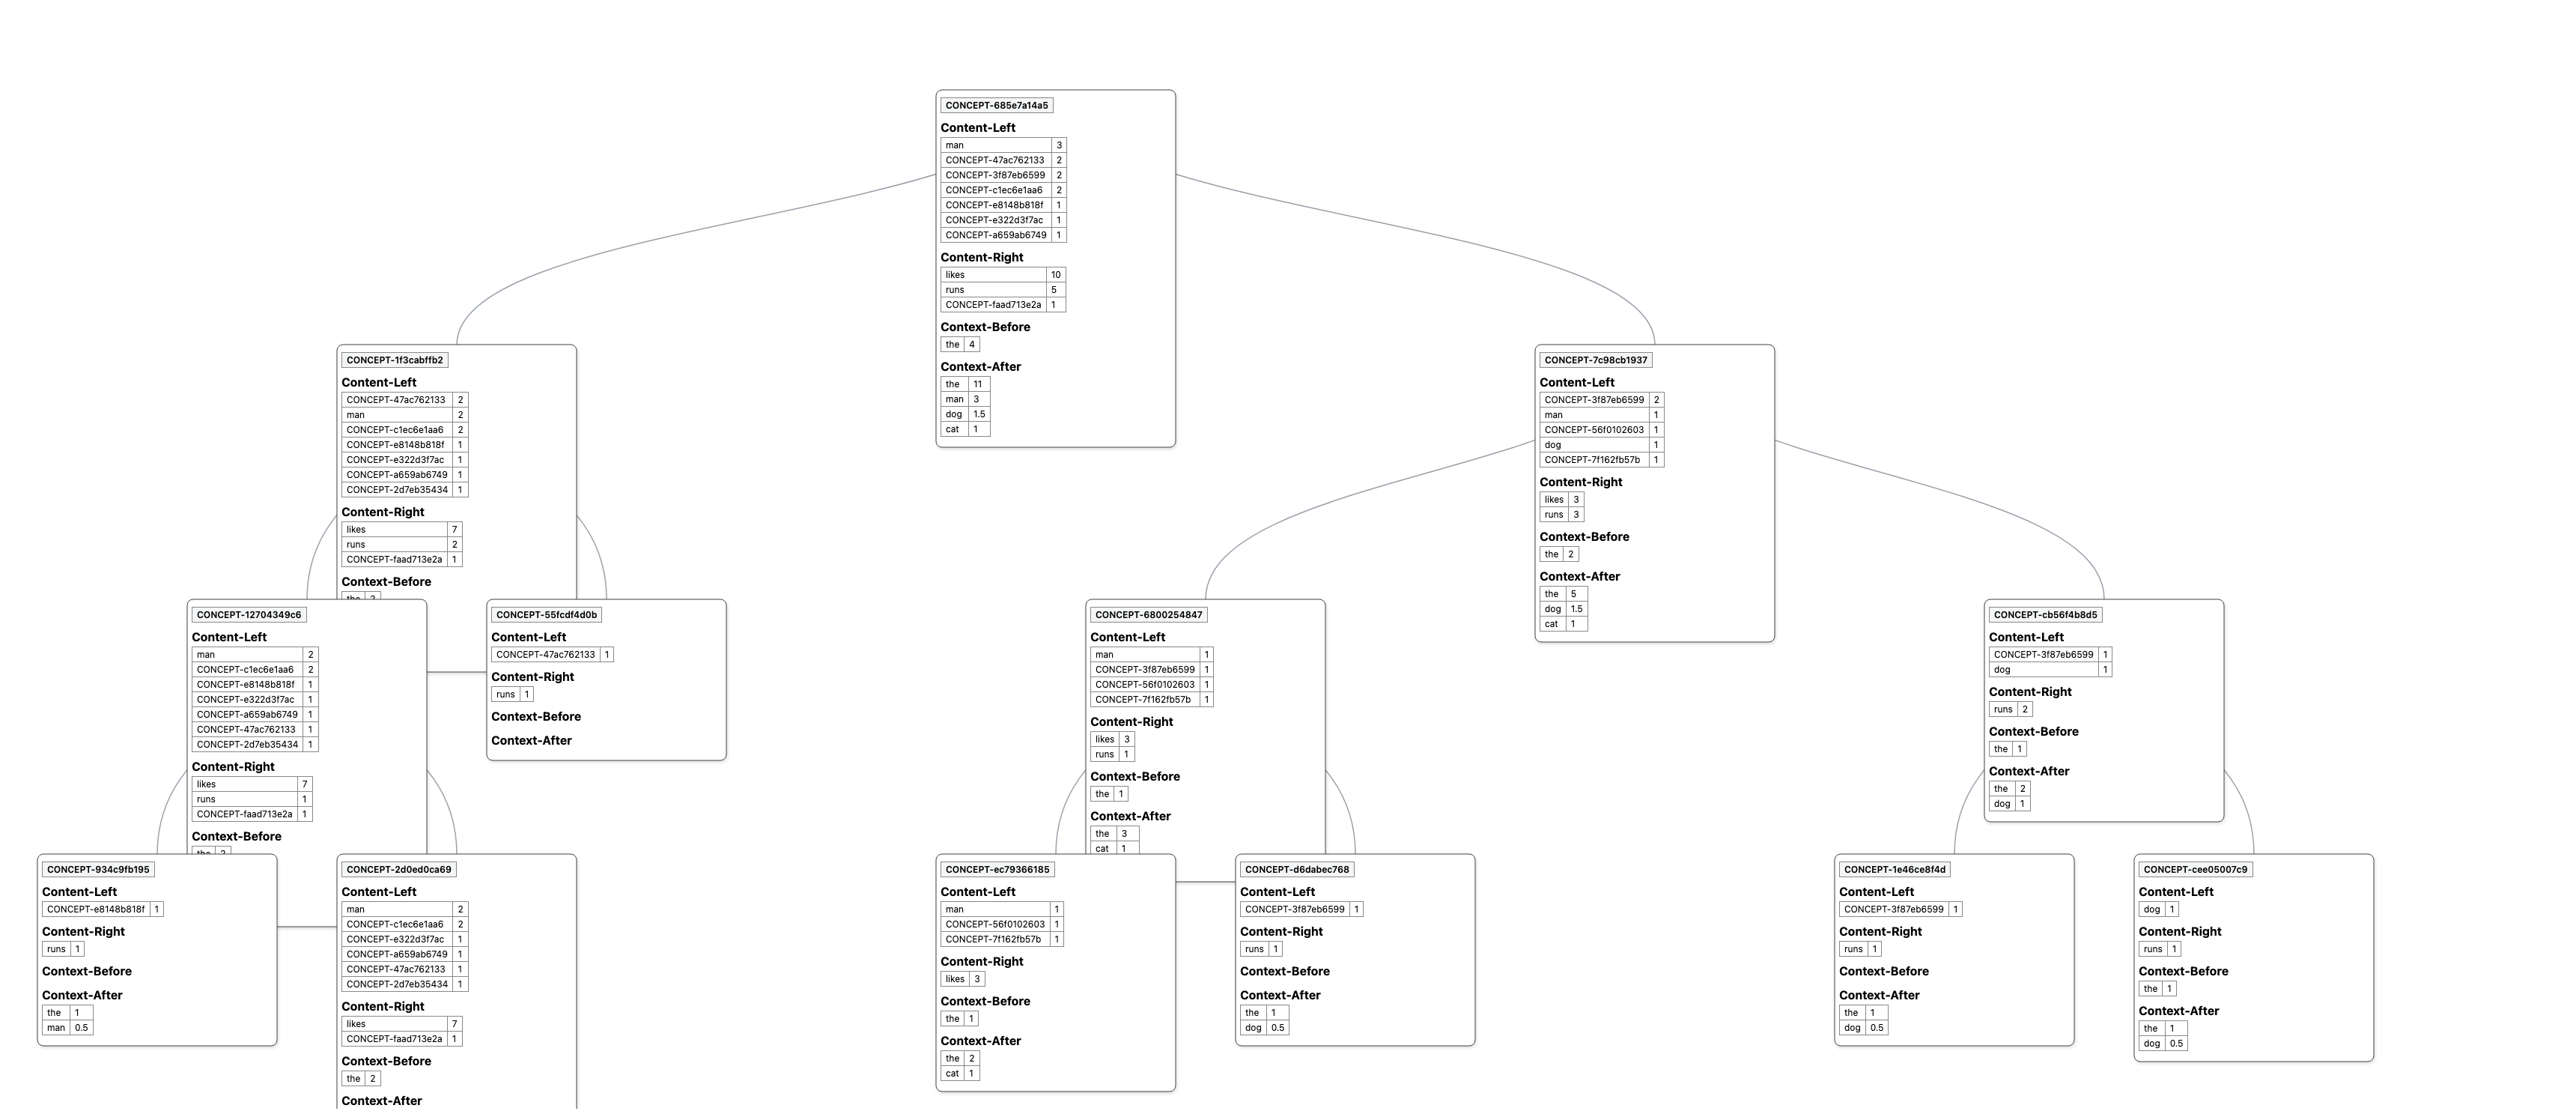 CONCEPT-685e7a14a5
Content-Left
man 3
CONCEPT-47ac762133 2
CONCEPT-3f87eb6599 2
CONCEPT-c1ec6e1aa6 2
CONCEPT-e8148b818f 1
CONCEPT-e322d3f7ac 1
CONCEPT-a659ab6749 1
Content-Right
likes 10
runs 5
CONCEPT-faad713e2a 1
Context-Before
the 4
Context-After
the 11
man 3
dog 1.5
cat 1
CONCEPT-1f3cabffb2
Content-Left
CONCEPT-47ac762133 2
man 2
CONCEPT-c1ec6e1aa6 2
CONCEPT-e8148b818f 1
CONCEPT-e322d3f7ac 1
CONCEPT-a659ab6749 1
CONCEPT-2d7eb35434 1
Content-Right
likes 7
runs 2
CONCEPT-faad713e2a 1
Context-Before
the 2
CONCEPT-7c98cb1937
Content-Left
CONCEPT-3f87eb6599 2
man 1
CONCEPT-56f0102603 1
dog 1
CONCEPT-7f162fb57b 1
Content-Right
likes 3
runs 3
Context-Before
the 2
Context-After
the 5
dog 1.5
cat 1
CONCEPT-12704349c6
Content-Left
man 2
CONCEPT-c1ec6e1aa6 2
CONCEPT-e8148b818f 1
CONCEPT-e322d3f7ac 1
CONCEPT-a659ab6749 1
CONCEPT-47ac762133 1
CONCEPT-2d7eb35434 1
Content-Right
likes 7
runs 1
CONCEPT-faad713e2a 1
Context-Before
the 2
CONCEPT-55fcdf4d0b
Content-Left
CONCEPT-47ac762133 1
Content-Right
runs 1
Context-Before
Context-After
CONCEPT-6800254847
Content-Left
man 1
CONCEPT-3f87eb6599 1
CONCEPT-56f0102603 1
CONCEPT-7f162fb57b 1
Content-Right
likes 3
runs 1
Context-Before
the 1
Context-After
the 3
cat 1
CONCEPT-cb56f4b8d5
Content-Left
CONCEPT-3f87eb6599 1
dog 1
Content-Right
runs 2
Context-Before
the 1
Context-After
the 2
dog 1
CONCEPT-934c9fb195
Content-Left
CONCEPT-e8148b818f 1
Content-Right
runs 1
Context-Before
Context-After
the 1
man 0.5
CONCEPT-2d0ed0ca69
Content-Left
man 2
CONCEPT-c1ec6e1aa6 2
CONCEPT-e322d3f7ac 1
CONCEPT-a659ab6749 1
CONCEPT-47ac762133 1
CONCEPT-2d7eb35434 1
Content-Right
likes 7
CONCEPT-faad713e2a 1
Context-Before
the 2
Context-After
CONCEPT-ec79366185
Content-Left
man 1
CONCEPT-56f0102603 1
CONCEPT-7f162fb57b 1
Content-Right
likes 3
Context-Before
the 1
Context-After
the 2
cat 1
CONCEPT-d6dabec768
Content-Left
CONCEPT-3f87eb6599 1
Content-Right
runs 1
Context-Before
Context-After
the 1
dog 0.5
CONCEPT-1e46ce8f4d
Content-Left
CONCEPT-3f87eb6599 1
Content-Right
runs 1
Context-Before
Context-After
the 1
dog 0.5
CONCEPT-cee05007c9
Content-Left
dog 1
Content-Right
runs 1
Context-Before
the 1
Context-After
the 1
dog 0.5